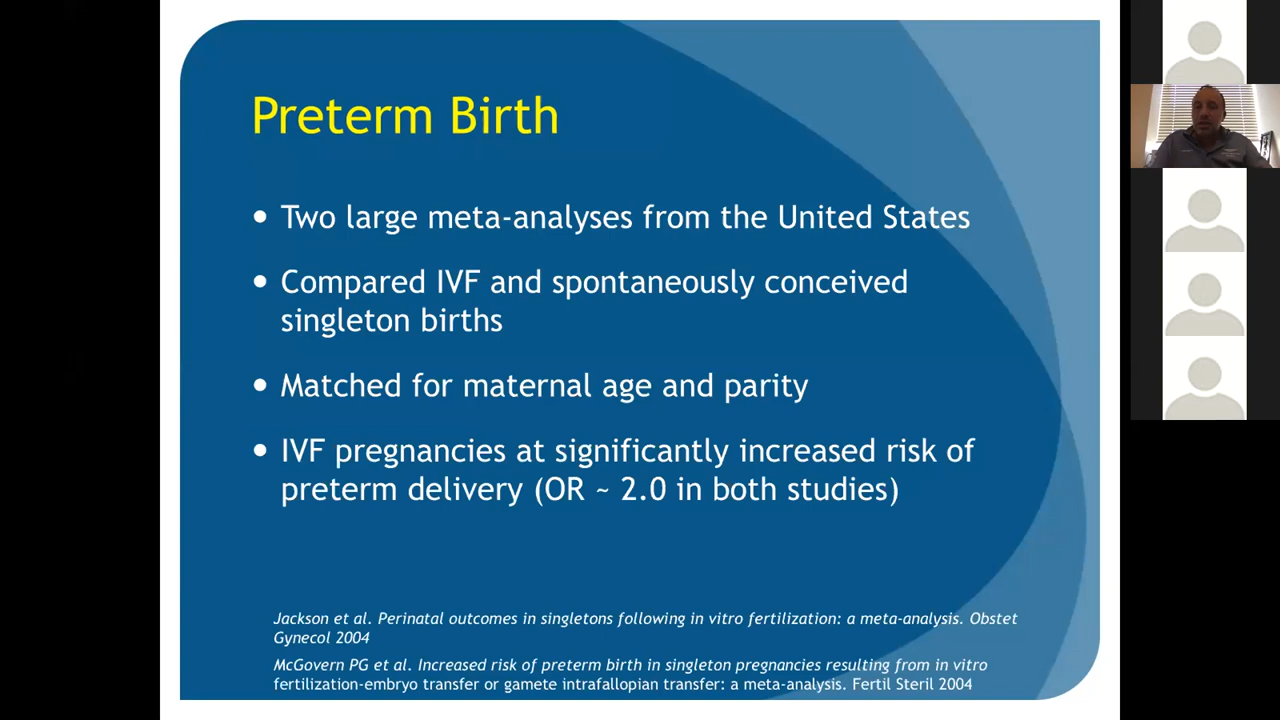 Preterm Birth
• Two large meta-analyses from the United States
• Compared IVF and spontaneously conceived
singleton births
• Matched for maternal age and parity
• IVF pregnancies at significantly increased risk of
preterm delivery (OR ~ 2.0 in both studies)
Jackson et al. Perinatal outcomes in singletons following in vitro fertilization: a meta-analysis. Obstet
Gynecol 2004
McGovern PG et al. Increased risk of preterm birth in singleton pregnancies resulting from in vitro
fertilization-embryo transfer or gamete intrafallopian transfer: a meta-analysis. Fertil Steril 2004